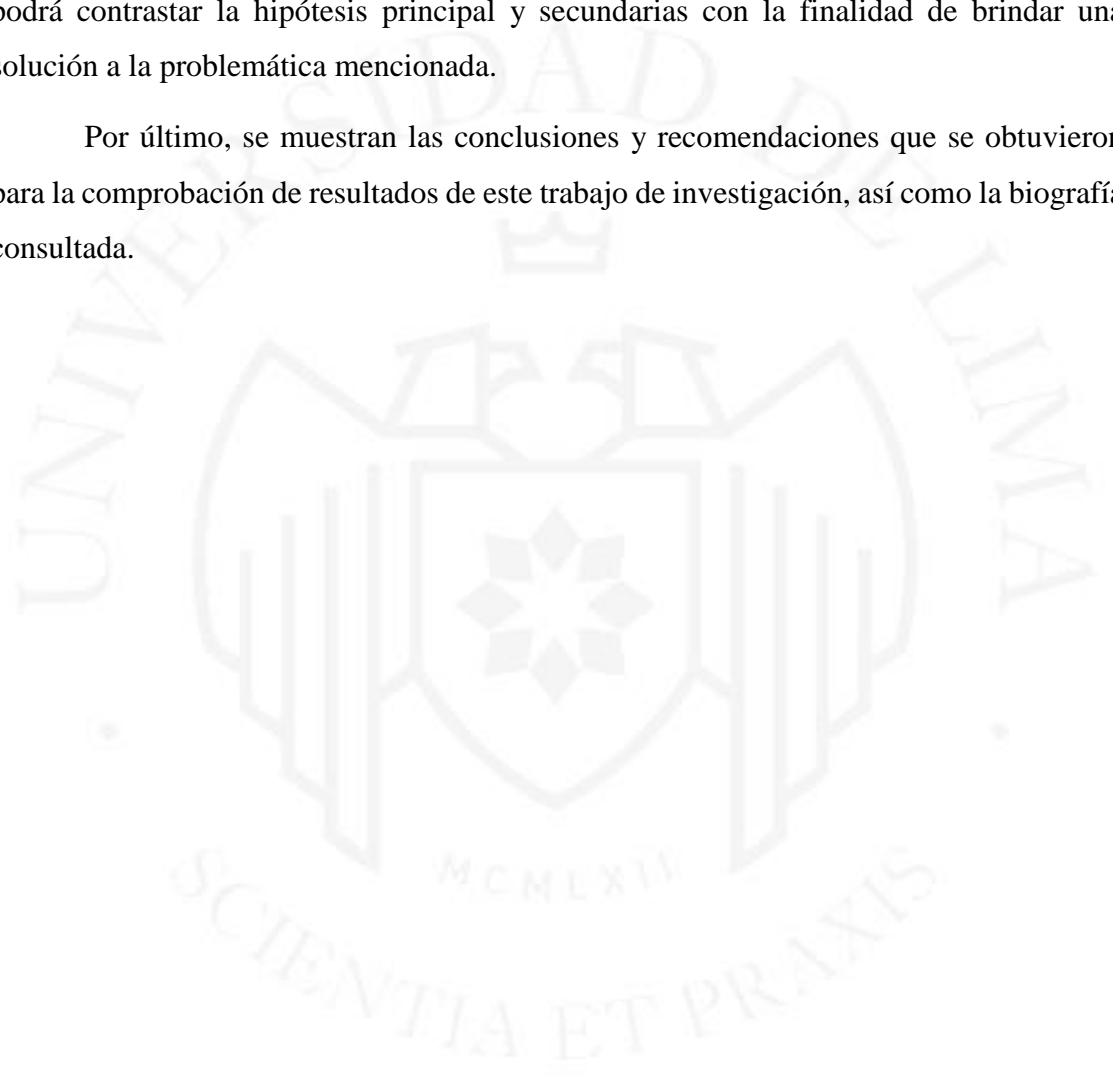 podrá contrastar la hipótesis principal y secundarias con la finalidad de brindar una
solución a la problemática mencionada.
Por último, se muestran las conclusiones y recomendaciones que se obtuvieron
para la comprobación de resultados de este trabajo de investigación, así como la biografía
consultada.
UNIVERSIDAD DE LIMA
MCMLXII
SCIENTIA ET PRAXIS